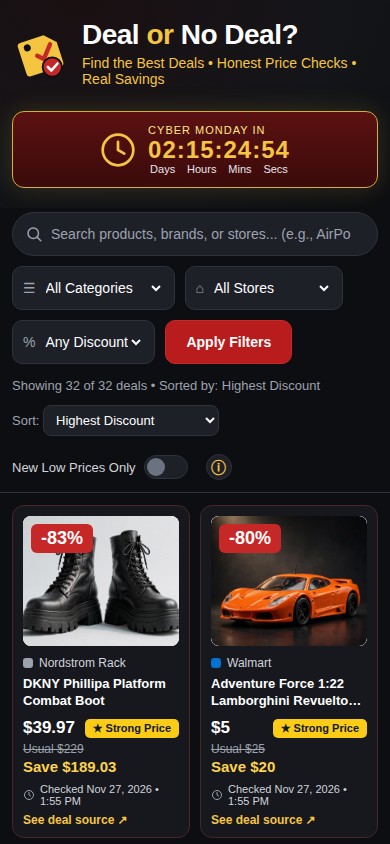 Deal or No Deal?
Find the Best Deals • Honest Price Checks •
Real Savings
CYBER MONDAY IN
02:15:24:54
Days Hours Mins Secs
Search products, brands, or stores... (e.g., AirPo
All Categories
All Stores
% Any Discount
Apply Filters
Showing 32 of 32 deals • Sorted by: Highest Discount
Sort: Highest Discount
New Low Prices Only
-83%
Nordstrom Rack
DKNY Phillipa Platform
Combat Boot
$39.97 ★ Strong Price
Usual $229
Save $189.03
Checked Nov 27, 2026 •
1:55 PM
See deal source ↗
-80%
Walmart
Adventure Force 1:22
Lamborghini Revuelto...
$5 ★ Strong Price
Usual $25
Save $20
Checked Nov 27, 2026 •
1:55 PM
See deal source ↗